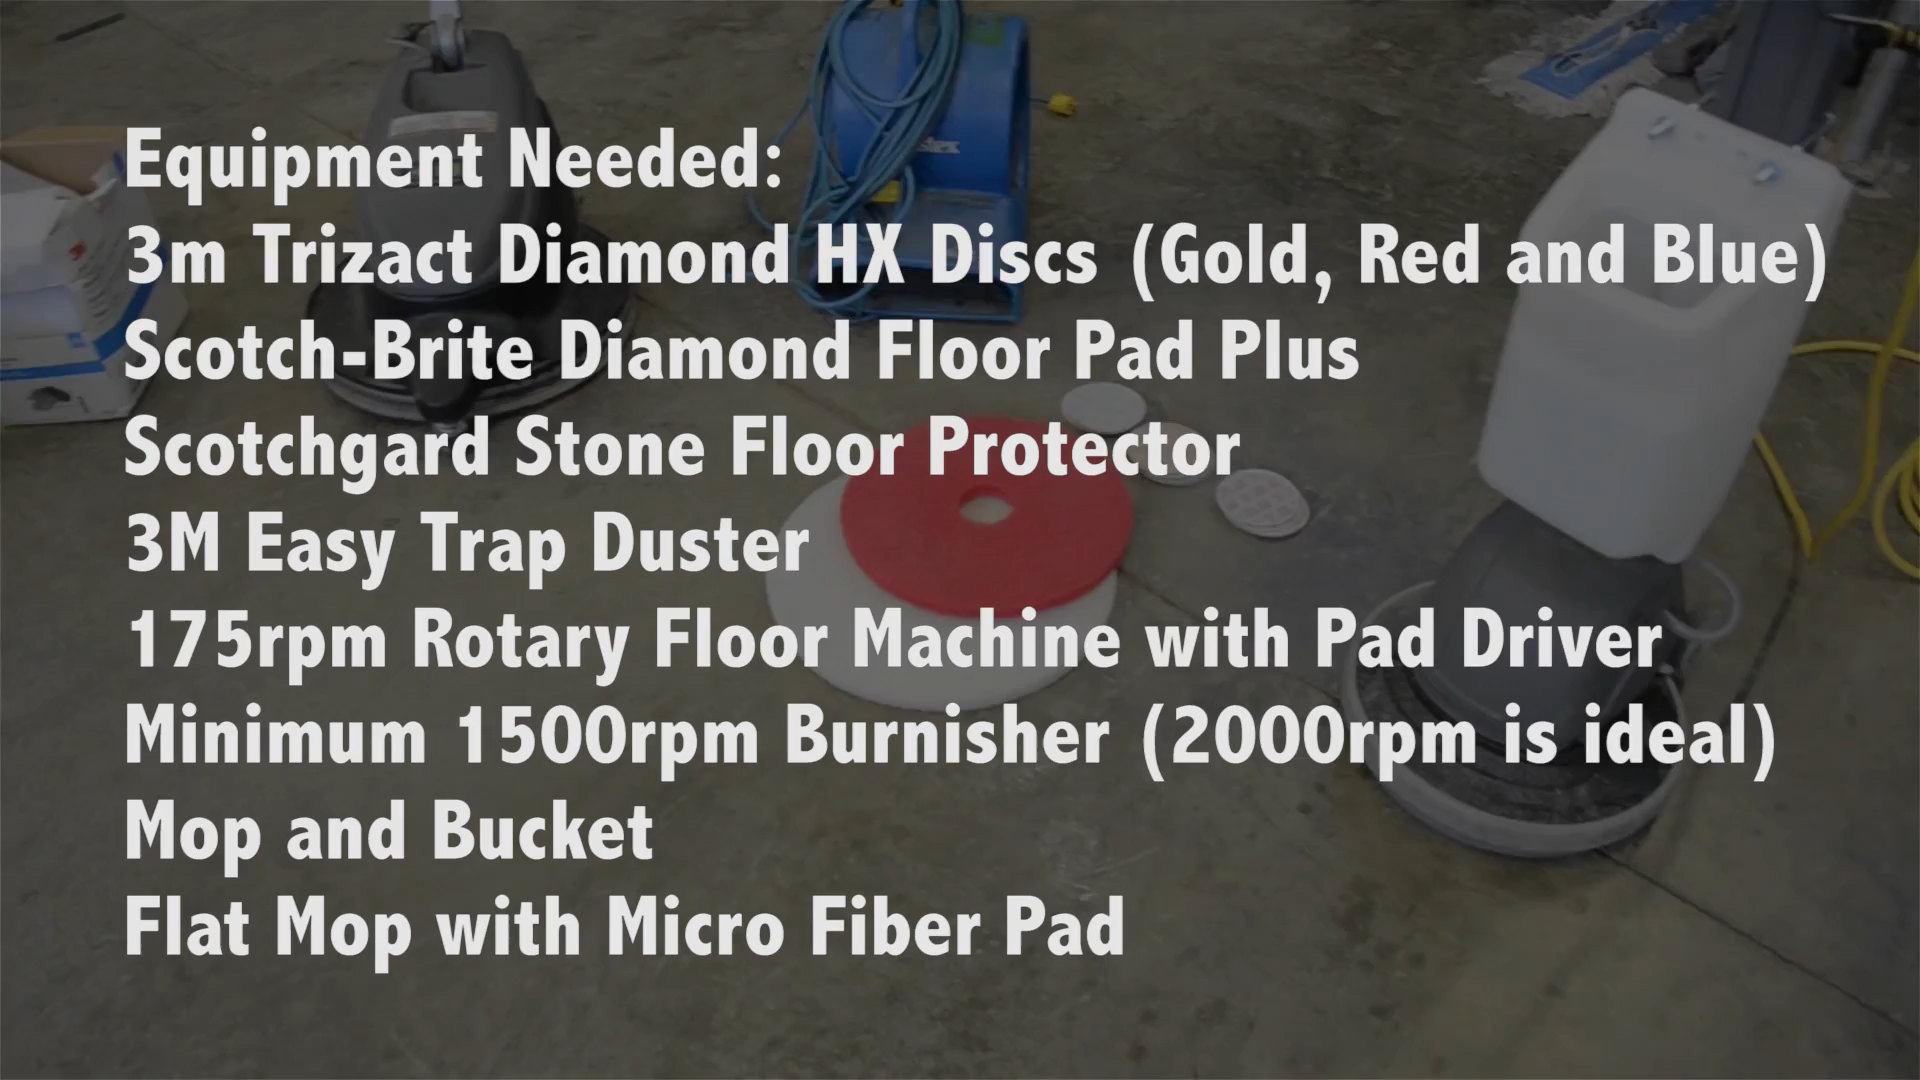 Equipment Needed:
3m Trizact Diamond HX Discs (Gold, Red and Blue)
Scotch-Brite Diamond Floor Pad Plus
Scotchgard Stone Floor Protector
3M Easy Trap Duster
175rpm Rotary Floor Machine with Pad Driver
Minimum 1500rpm Burnisher (2000rpm is ideal)
Mop and Bucket
Flat Mop with Micro Fiber Pad